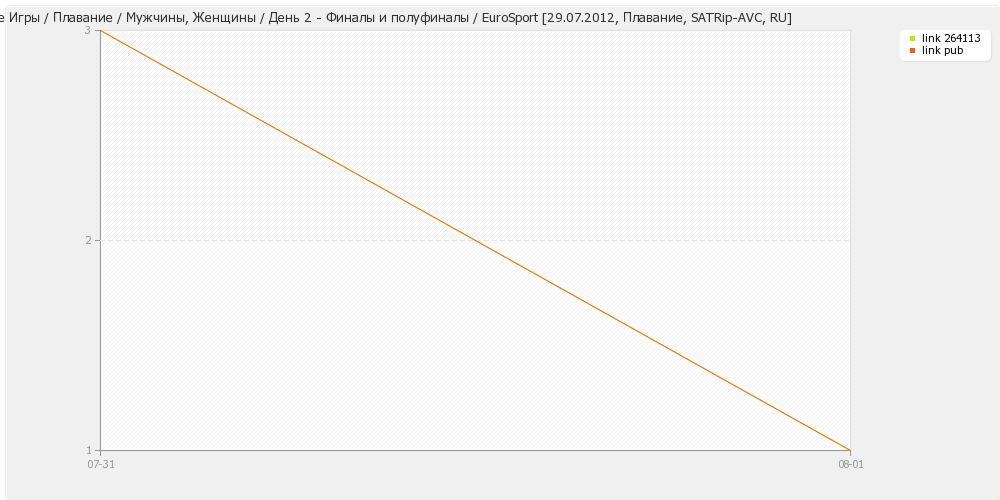 е Игры / Плавание / Мужчины, Женщины / День 2 - Финалы и полуфиналы / EuroSport [29.07.2012, Плавание, SATRip-AVC, RU]
link 264113
link pub
3
2
1
07-31
08-01